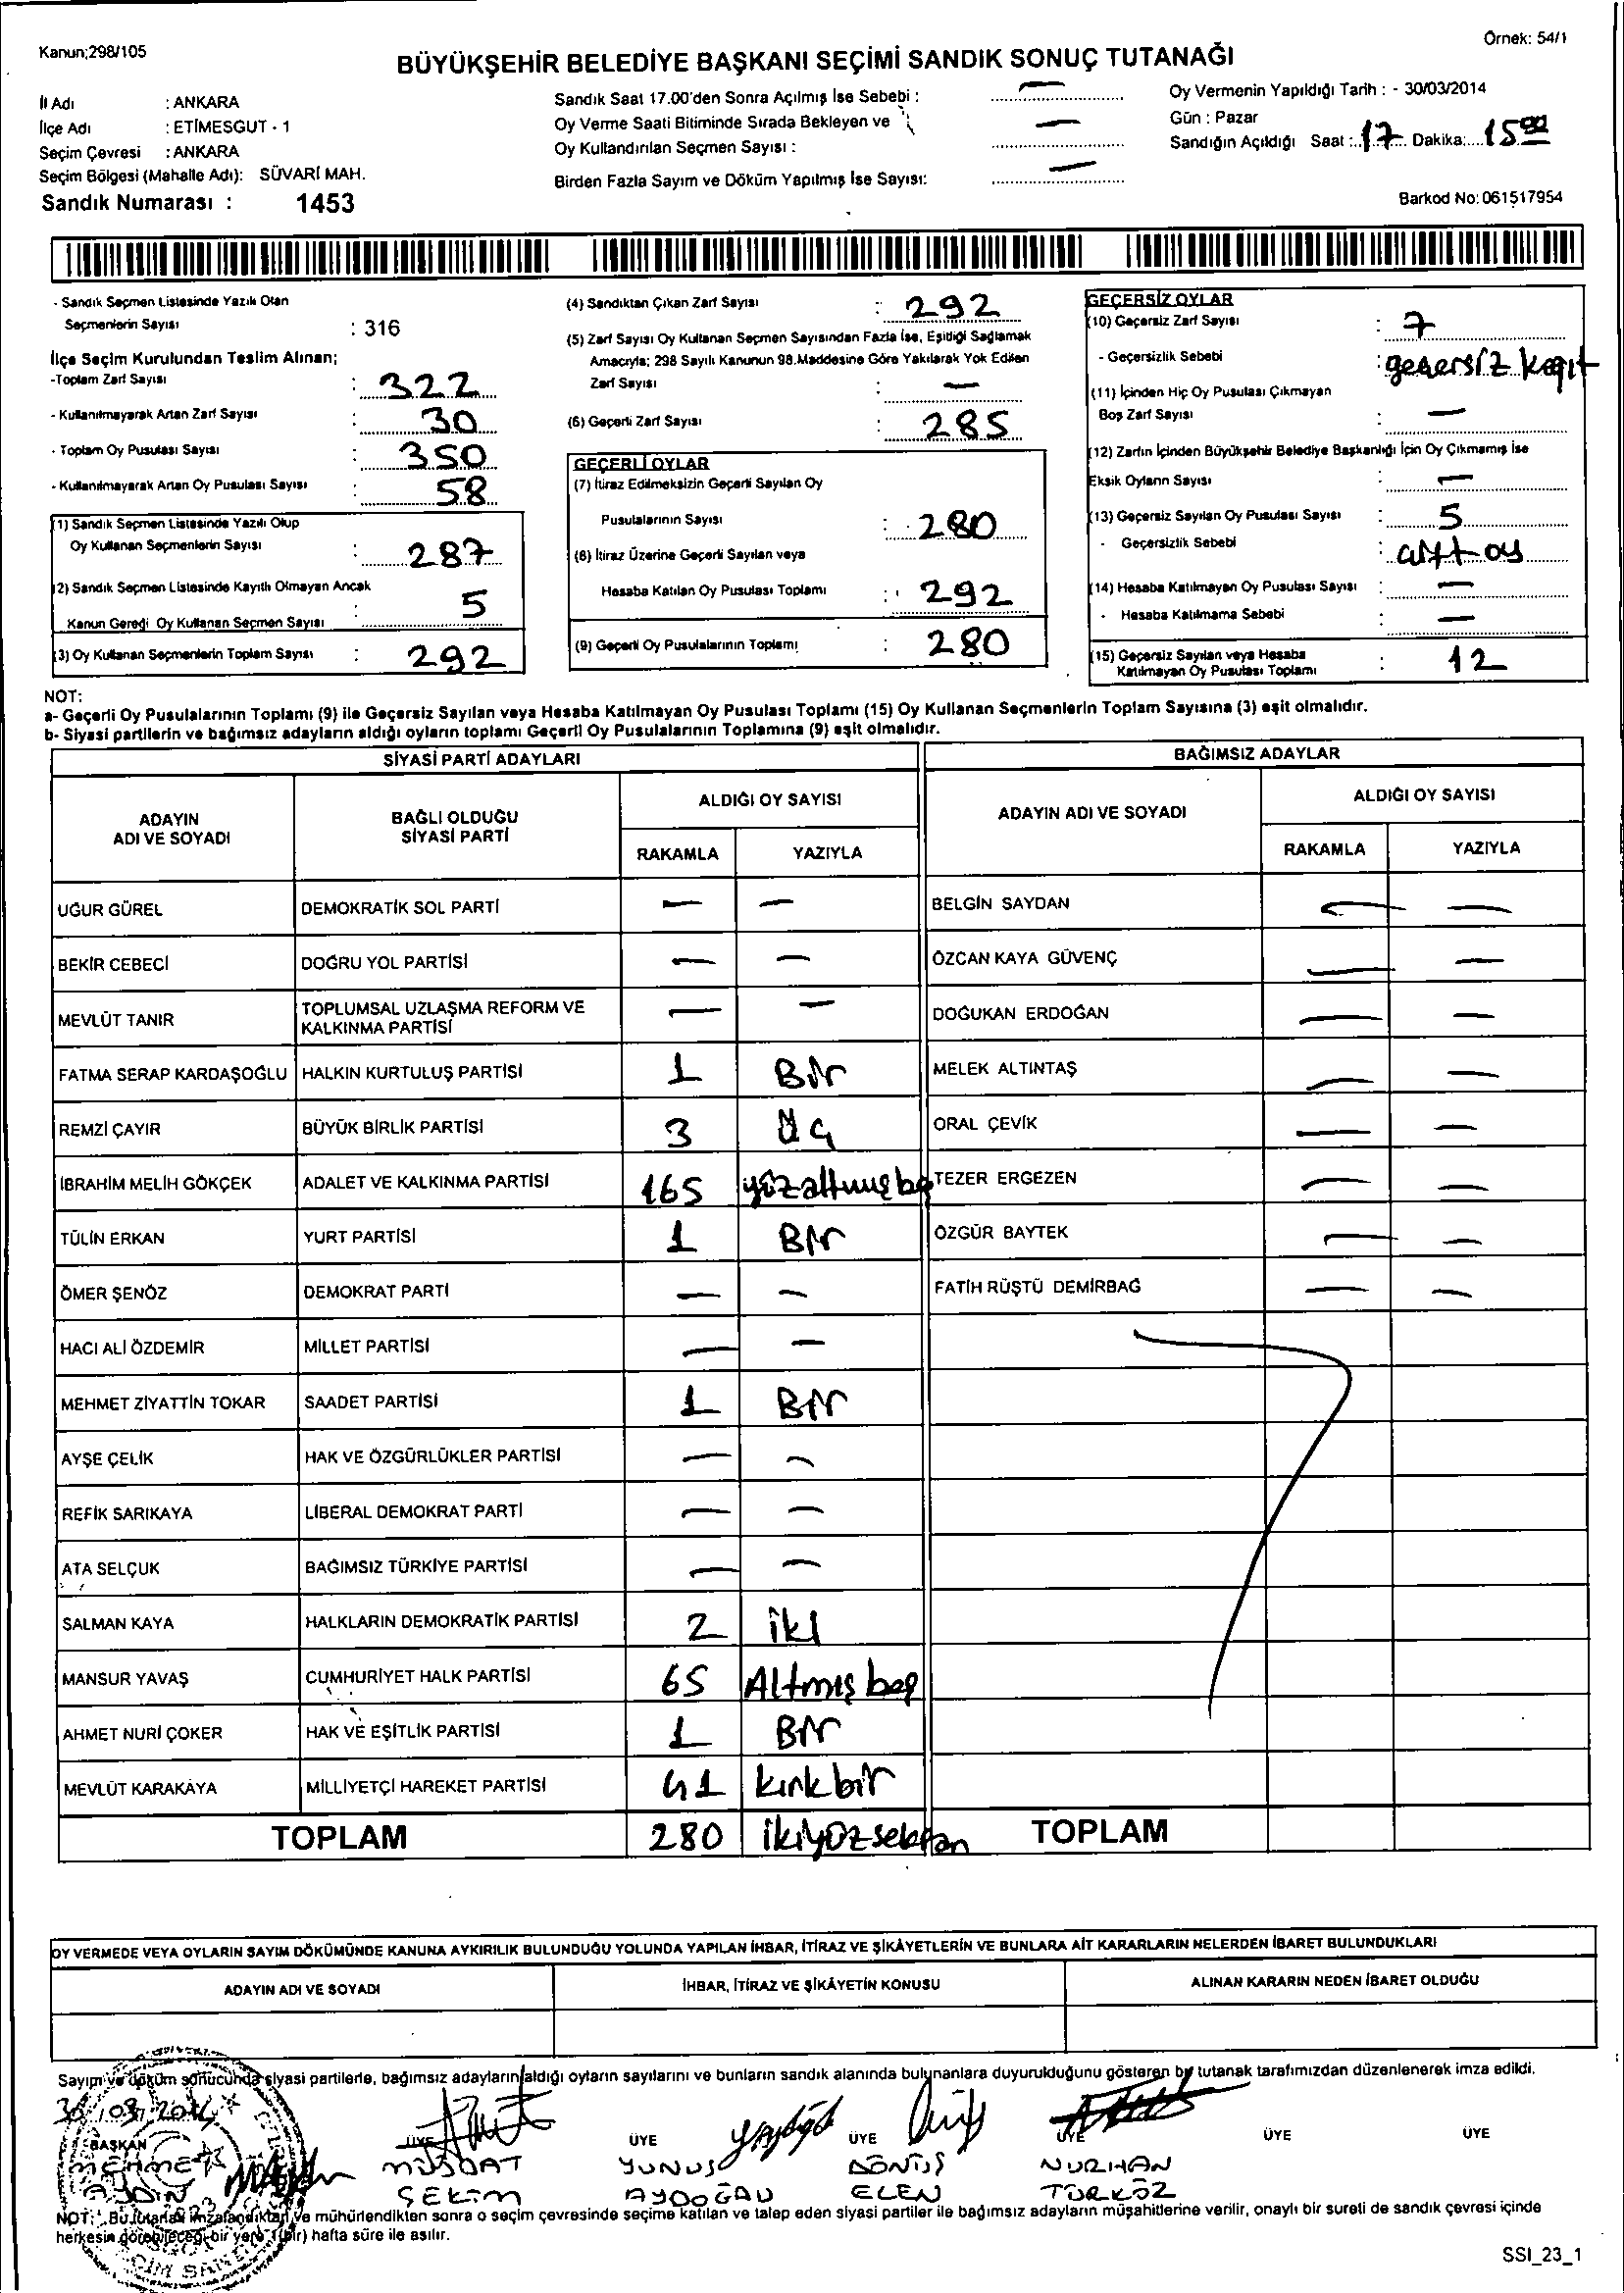 Kanun;298/105
Örnek: 54/1
BÜYÜKŞEHİR BELEDİYE BAŞKANI SEÇİMİ SANDIK SONUÇ TUTANAĞI
İl Adı : ANKARA
İlçe Adı : ETİMESGUT - 1
Seçim Çevresi : ANKARA
Seçim Bölgesi (Mahalle Adı): SÜVARİ MAH.
Sandık Numarası : 1453
Sandık Saat 17.00'den Sonra Açılmış İse Sebebi : —
Oy Verme Saati Bitiminde Sırada Bekleyen ve
Oy Kullandırılan Seçmen Sayısı : —
Birden Fazla Sayım ve Döküm Yapılmış İse Sayısı: —
Oy Vermenin Yapıldığı Tarih : - 30/03/2014
Gün : Pazar
Sandığın Açıldığı Saat : 17 Dakika: 15
Barkod No: 061517954
- Sandık Seçmen Listesinde Yazılı Olan
Seçmenlerin Sayısı : 316
İlçe Seçim Kurulundan Teslim Alınan;
-Toplam Zarf Sayısı : 322
- Kullanılmayarak Artan Zarf Sayısı : 30
- Toplam Oy Pusulası Sayısı : 350
- Kullanılmayarak Artan Oy Pusulası Sayısı : 58
(1) Sandık Seçmen Listesinde Yazılı Olup
Oy Kullanan Seçmenlerin Sayısı : 287
(2) Sandık Seçmen Listesinde Kayıtlı Olmayan Ancak
Kanun Gereği Oy Kullanan Seçmen Sayısı : 5
(3) Oy Kullanan Seçmenlerin Toplam Sayısı : 292
(4) Sandıktan Çıkan Zarf Sayısı : 292
(5) Zarf Sayısı Oy Kullanan Seçmen Sayısından Fazla İse, Eşitliği Sağlamak
Amacıyla; 298 Sayılı Kanunun 98.Maddesine Göre Yakılarak Yok Edilen
Zarf Sayısı : —
(6) Geçerli Zarf Sayısı : 285
GEÇERLİ OYLAR
(7) İtiraz Edilmeksizin Geçerli Sayılan Oy
Pusulalarının Sayısı : 280
(8) İtiraz Üzerine Geçerli Sayılan veya
Hesaba Katılan Oy Pusulası Toplamı : 292
(9) Geçerli Oy Pusulalarının Toplamı : 280
GEÇERSİZ OYLAR
(10) Geçersiz Zarf Sayısı : 7
- Geçersizlik Sebebi : geçersiz kağıt
(11) İçinden Hiç Oy Pusulası Çıkmayan
Boş Zarf Sayısı : —
(12) Zarfın İçinden Büyükşehir Belediye Başkanlığı İçin Oy Çıkmamış İse
Eksik Oyların Sayısı : —
(13) Geçersiz Sayılan Oy Pusulası Sayısı : 5
- Geçersizlik Sebebi : çift oy
(14) Hesaba Katılmayan Oy Pusulası Sayısı : —
- Hesaba Katılmama Sebebi : —
(15) Geçersiz Sayılan veya Hesaba
Katılmayan Oy Pusulası Toplamı : 12
NOT:
a- Geçerli Oy Pusulalarının Toplamı (9) ile Geçersiz Sayılan veya Hesaba Katılmayan Oy Pusulası Toplamı (15) Oy Kullanan Seçmenlerin Toplam Sayısına (3) eşit olmalıdır.
b- Siyasi partilerin ve bağımsız adayların aldığı oyların toplamı Geçerli Oy Pusulalarının Toplamına (9) eşit olmalıdır.
SİYASİ PARTİ ADAYLARI
ADAYIN ADI VE SOYADI BAĞLI OLDUĞU SİYASİ PARTİ ALDIĞI OY SAYISI
RAKAMLA YAZIYLA
UĞUR GÜREL DEMOKRATİK SOL PARTİ — —
BEKİR CEBECİ DOĞRU YOL PARTİSİ — —
MEVLÜT TANIR TOPLUMSAL UZLAŞMA REFORM VE KALKINMA PARTİSİ — —
FATMA SERAP KARDAŞOĞLU HALKIN KURTULUŞ PARTİSİ 1 Bir
REMZİ ÇAYIR BÜYÜK BİRLİK PARTİSİ 3 Üç
İBRAHİM MELİH GÖKÇEK ADALET VE KALKINMA PARTİSİ 165 yüzaltmışbeş
TÜLİN ERKAN YURT PARTİSİ 1 Bir
ÖMER ŞENÖZ DEMOKRAT PARTİ — —
HACI ALİ ÖZDEMİR MİLLET PARTİSİ — —
MEHMET ZİYATTİN TOKAR SAADET PARTİSİ 1 Bir
AYŞE ÇELİK HAK VE ÖZGÜRLÜKLER PARTİSİ — —
REFİK SARIKAYA LİBERAL DEMOKRAT PARTİ — —
ATA SELÇUK BAĞIMSIZ TÜRKİYE PARTİSİ — —
SALMAN KAYA HALKLARIN DEMOKRATİK PARTİSİ 2 iki
MANSUR YAVAŞ CUMHURİYET HALK PARTİSİ 65 Altmış beş
AHMET NURİ ÇOKER HAK VE EŞİTLİK PARTİSİ 1 Bir
MEVLÜT KARAKAYA MİLLİYETÇİ HAREKET PARTİSİ 41 kırkbir
TOPLAM 280 ikiyüzseksan
BAĞIMSIZ ADAYLAR
ADAYIN ADI VE SOYADI ALDIĞI OY SAYISI
RAKAMLA YAZIYLA
BELGİN SAYDAN — —
ÖZCAN KAYA GÜVENÇ — —
DOĞUKAN ERDOĞAN — —
MELEK ALTINTAŞ — —
ORAL ÇEVİK — —
TEZER ERGEZEN — —
ÖZGÜR BAYTEK — —
FATİH RÜŞTÜ DEMİRBAĞ — —
TOPLAM
OY VERMEDE VEYA OYLARIN SAYIM DÖKÜMÜNDE KANUNA AYKIRILIK BULUNDUĞU YOLUNDA YAPILAN İHBAR, İTİRAZ VE ŞİKÂYETLERİN VE BUNLARA AİT KARARLARIN NELERDEN İBARET BULUNDUKLARI
ADAYIN ADI VE SOYADI İHBAR, İTİRAZ VE ŞİKÂYETİN KONUSU ALINAN KARARIN NEDEN İBARET OLDUĞU
Sayım ve döküm sonucunda siyasi partilerle, bağımsız adayların aldığı oyların sayılarını ve bunların sandık alanında bulunanlara duyurulduğunu gösteren bu tutanak tarafımızdan düzenlenerek imza edildi.
30/03/2014
BAŞKAN ÜYE ÜYE ÜYE ÜYE ÜYE ÜYE
MEHMET AYDIN
YUNUS AYDOĞAN
DÖNÜŞ ELEN
NURHAN TÜRKÖZ
NOT: Bu tutanak imzalandıktan ve mühürlendikten sonra o seçim çevresinde seçime katılan ve talep eden siyasi partiler ile bağımsız adayların müşahitlerine verilir, onaylı bir sureti de sandık çevresi içinde
herkesin görebileceği bir yere 1 (bir) hafta süre ile asılır.
SSI_23_1